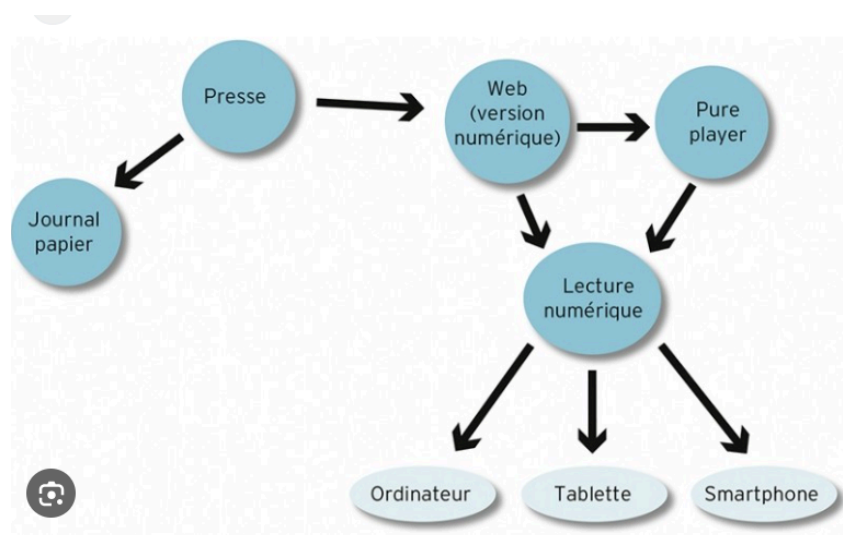 Presse
Web
(version
numérique)
Pure
player
Journal
papier
Lecture
numérique
Ordinateur
Tablette
Smartphone